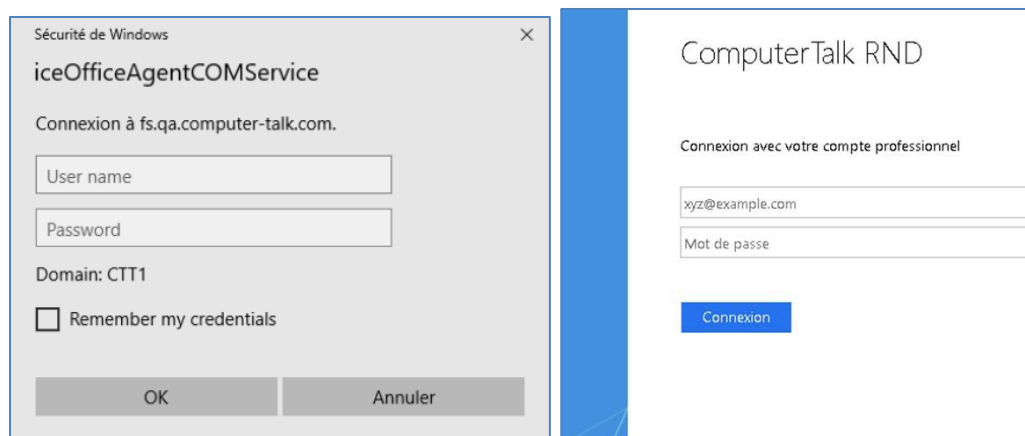 Sécurité de Windows
iceOfficeAgentCOMService
Connexion à fs.qa.computer-talk.com.
User name
Password
Domain: CTT1
Remember my credentials
OK
Annuler
ComputerTalk RND
Connexion avec votre compte professionnel
xyz@example.com
Mot de passe
Connexion